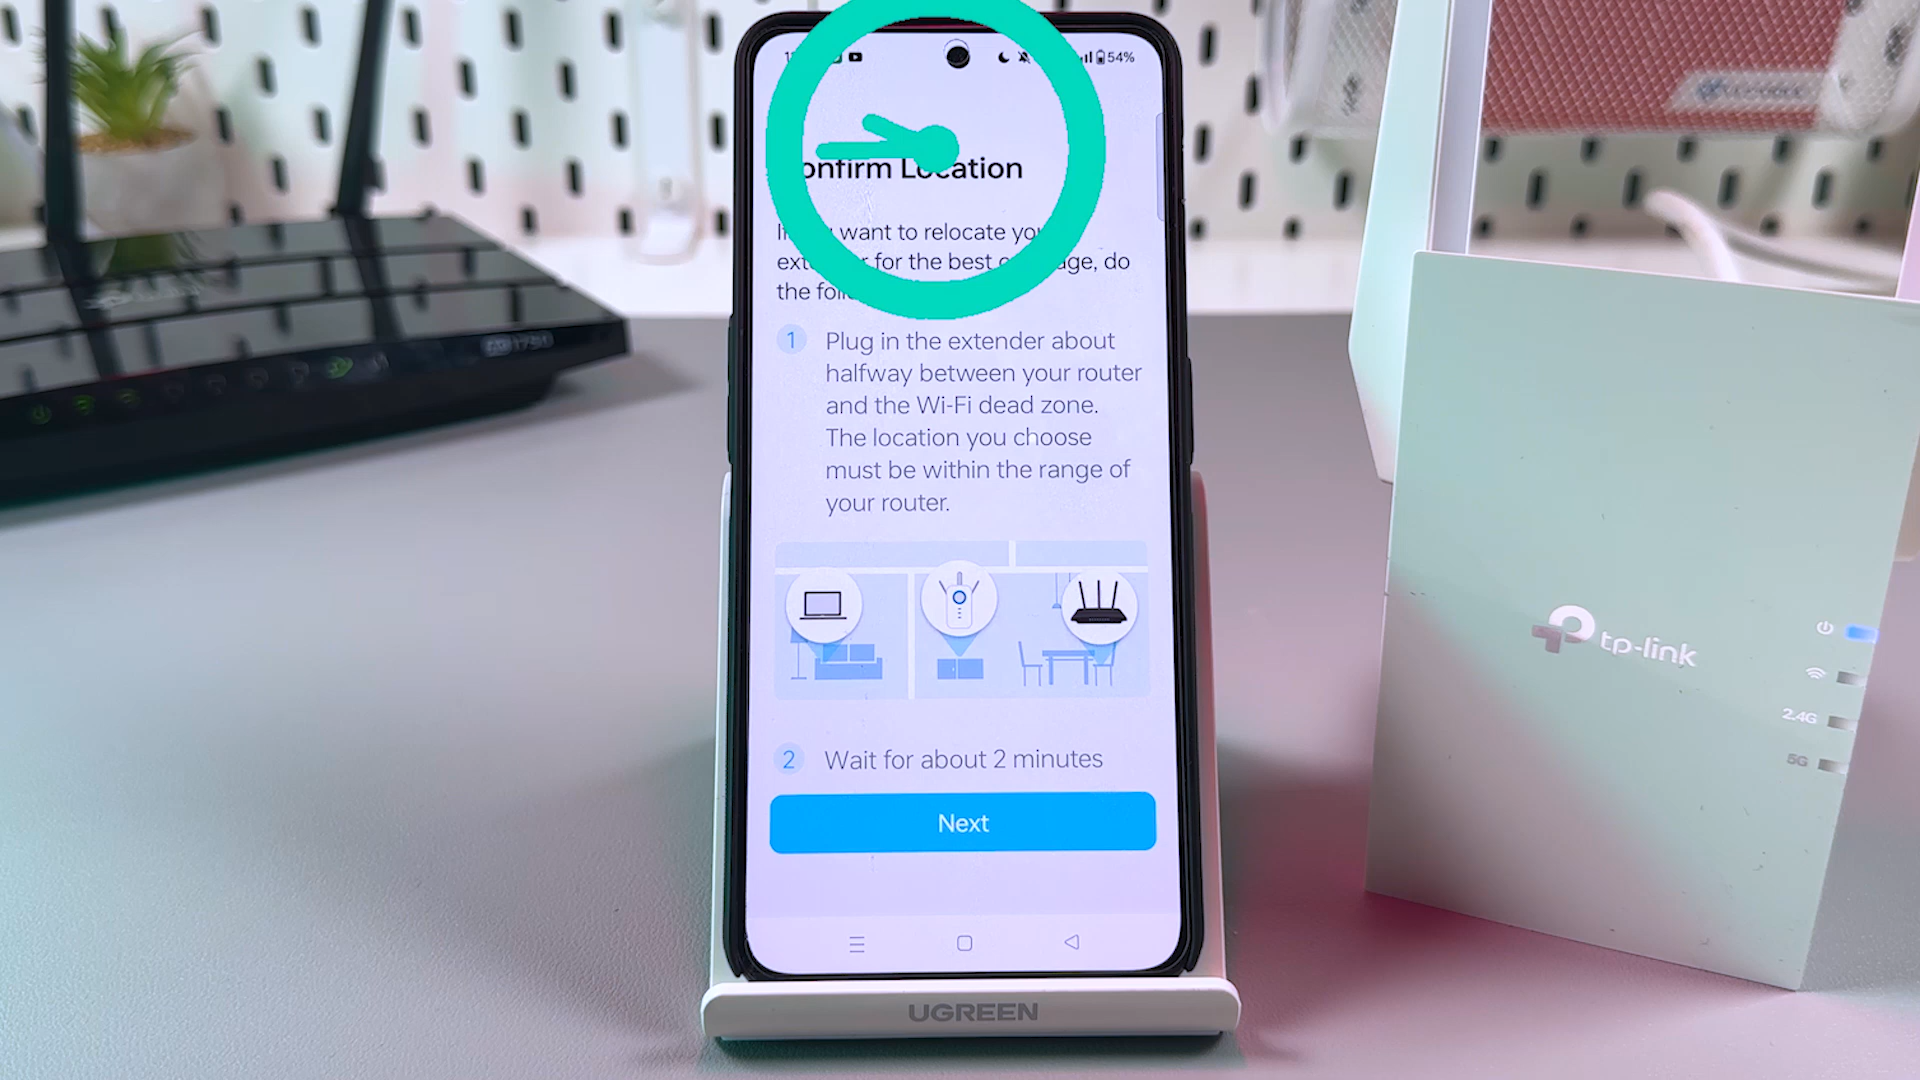 54%
onfirm Location
want to relocate
for the best
age, do
the
1
Plug in the extender about
halfway between your router
and the Wi-Fi dead zone.
The location you choose
must be within the range of
your router.
2
Wait for about 2 minutes
Next
UGREEN
tp-link
2.4G
5G